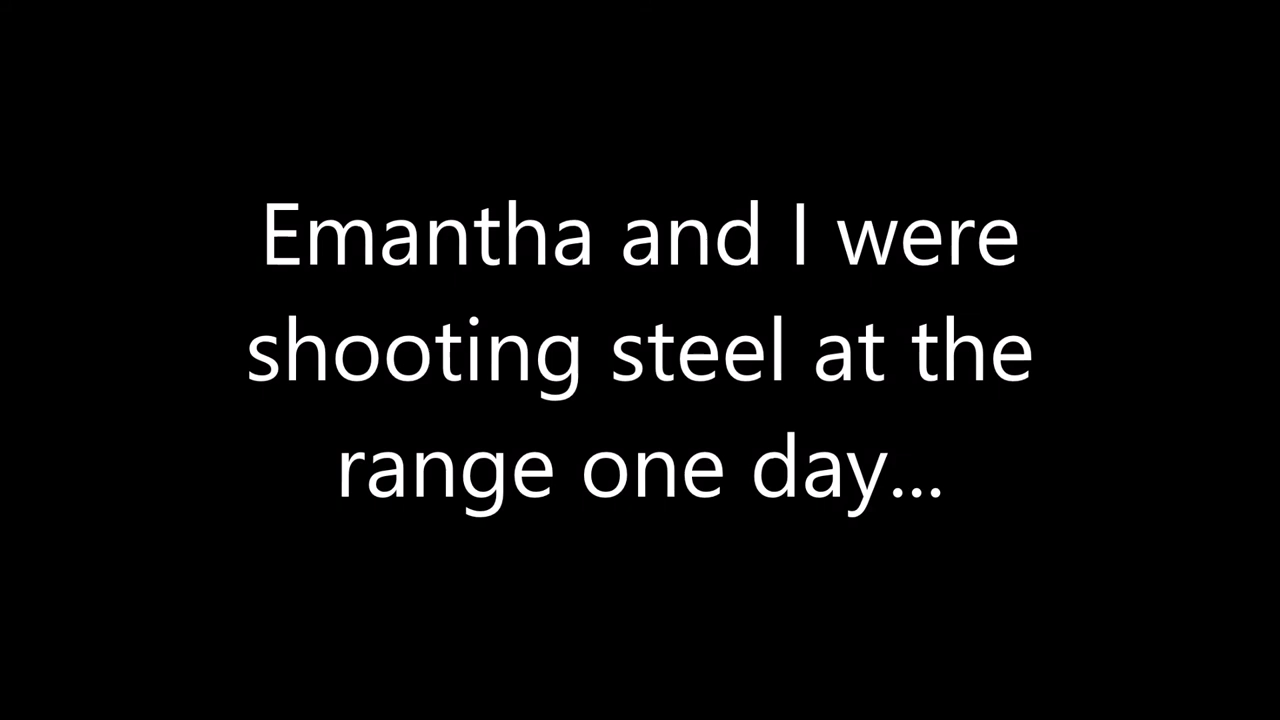 Emantha and I were
shooting steel at the
range one day...